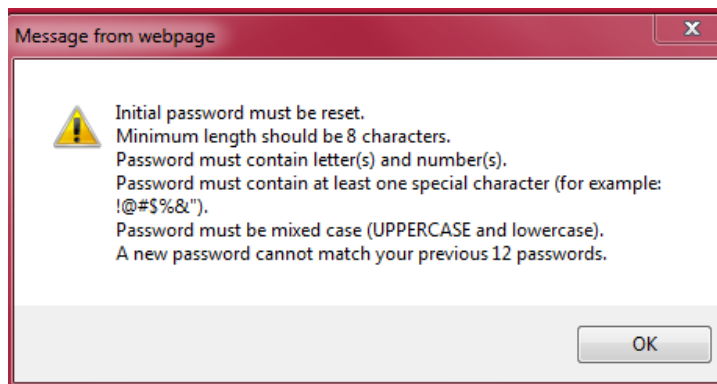 Message from webpage
X
Initial password must be reset.
Minimum length should be 8 characters.
Password must contain letter(s) and number(s).
Password must contain at least one special character (for example:
!@#$%&").
Password must be mixed case (UPPERCASE and lowercase).
A new password cannot match your previous 12 passwords.
OK